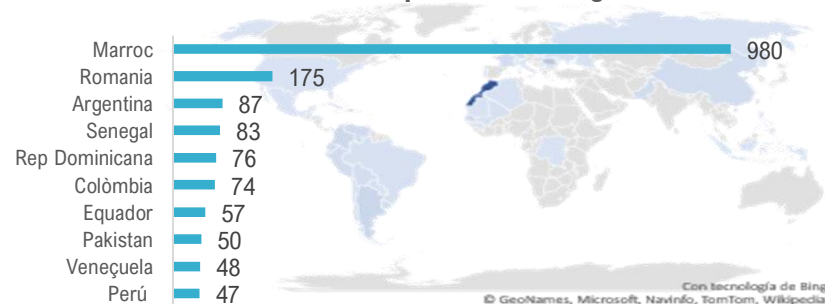 Marroc 980
Romania 175
Argentina 87
Senegal 83
Rep Dominicana 76
Colòmbia 74
Equador 57
Pakistan 50
Veneçuela 48
Perú 47
Con tecnología de Bing
© GeoNames, Microsoft, Navinfo, TomTom, Wikipedia